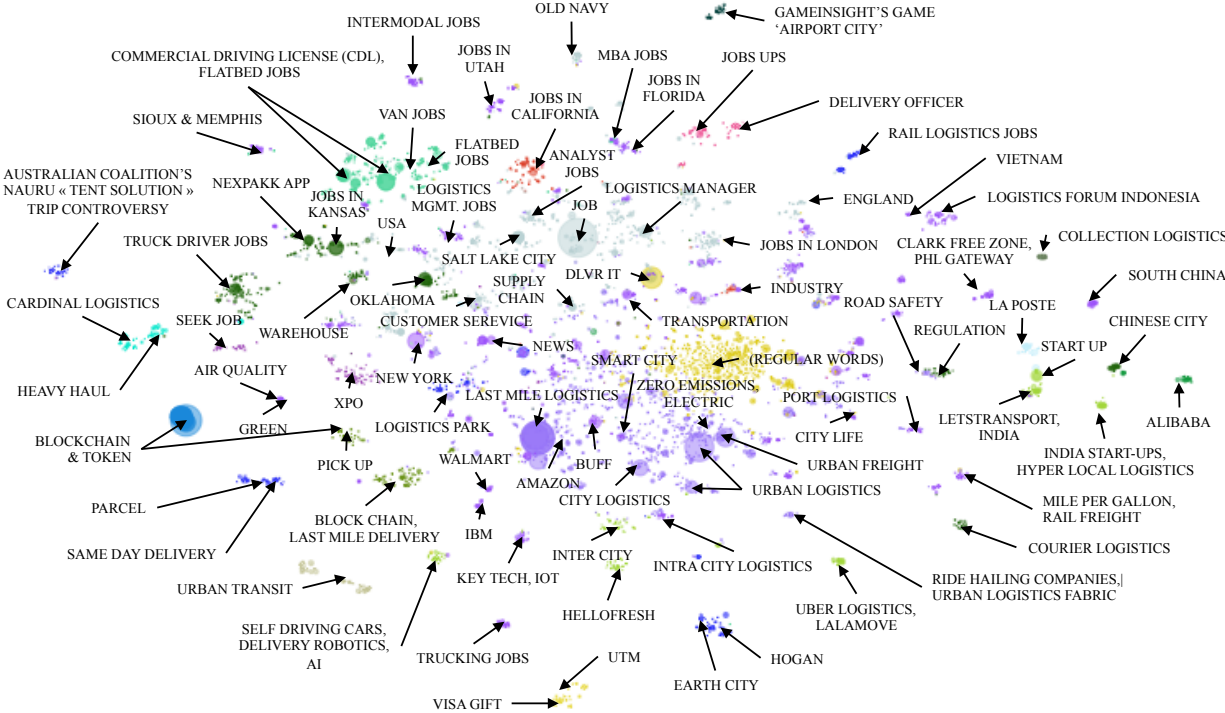 OLD NAVY
GAMEINSIGHT'S GAME
'AIRPORT CITY'
INTERMODAL JOBS
COMMERCIAL DRIVING LICENSE (CDL),
FLATBED JOBS
JOBS IN
UTAH
MBA JOBS
JOBS UPS
JOBS IN
FLORIDA
JOBS IN
CALIFORNIA
DELIVERY OFFICER
SIOUX & MEMPHIS
VAN JOBS
RAIL LOGISTICS JOBS
FLATBED
JOBS
ANALYST
JOBS
VIETNAM
AUSTRALIAN COALITION'S
NAURU « TENT SOLUTION »
TRIP CONTROVERSY
NEXPAKK APP
JOBS IN
KANSAS
LOGISTICS
MGMT. JOBS
LOGISTICS MANAGER
ENGLAND
LOGISTICS FORUM INDONESIA
USA
JOB
TRUCK DRIVER JOBS
JOBS IN LONDON
CLARK FREE ZONE,
PHL GATEWAY
COLLECTION LOGISTICS
SALT LAKE CITY
DLVR IT
SOUTH CHINA
CARDINAL LOGISTICS
OKLAHOMA
SUPPLY
CHAIN
INDUSTRY
ROAD SAFETY
LA POSTE
SEEK JOB
WAREHOUSE
CUSTOMER SEREVICE
TRANSPORTATION
REGULATION
CHINESE CITY
NEWS
SMART CITY
(REGULAR WORDS)
START UP
AIR QUALITY
NEW YORK
HEAVY HAUL
XPO
LAST MILE LOGISTICS
ZERO EMISSIONS,
ELECTRIC
PORT LOGISTICS
GREEN
LOGISTICS PARK
CITY LIFE
LETSTRANSPORT,
INDIA
ALIBABA
BLOCKCHAIN
& TOKEN
PICK UP
WALMART
AMAZON
BUFF
URBAN FREIGHT
INDIA START-UPS,
HYPER LOCAL LOGISTICS
CITY LOGISTICS
URBAN LOGISTICS
PARCEL
BLOCK CHAIN,
LAST MILE DELIVERY
IBM
MILE PER GALLON,
RAIL FREIGHT
SAME DAY DELIVERY
INTER CITY
INTRA CITY LOGISTICS
COURIER LOGISTICS
URBAN TRANSIT
KEY TECH, IOT
RIDE HAILING COMPANIES,|
URBAN LOGISTICS FABRIC
HELLOFRESH
UBER LOGISTICS,
LALAMOVE
SELF DRIVING CARS,
DELIVERY ROBOTICS,
AI
TRUCKING JOBS
UTM
HOGAN
EARTH CITY
VISA GIFT